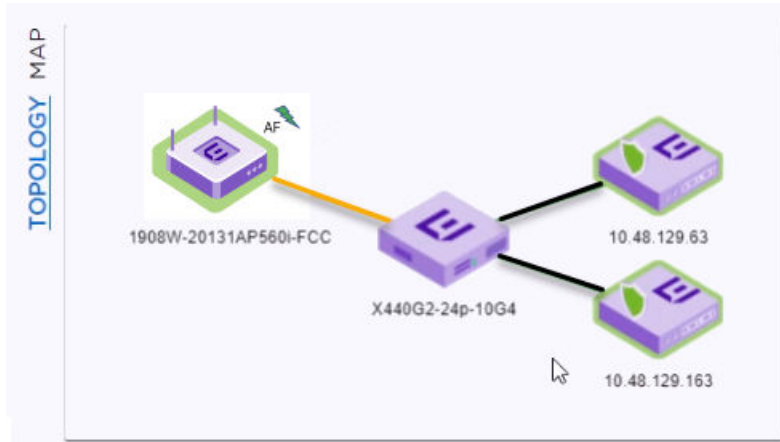 TOPOLOGY MAP
AF
1908W-20131AP560i-FCC
X440G2-24p-10G4
10.48.129.63
10.48.129.163